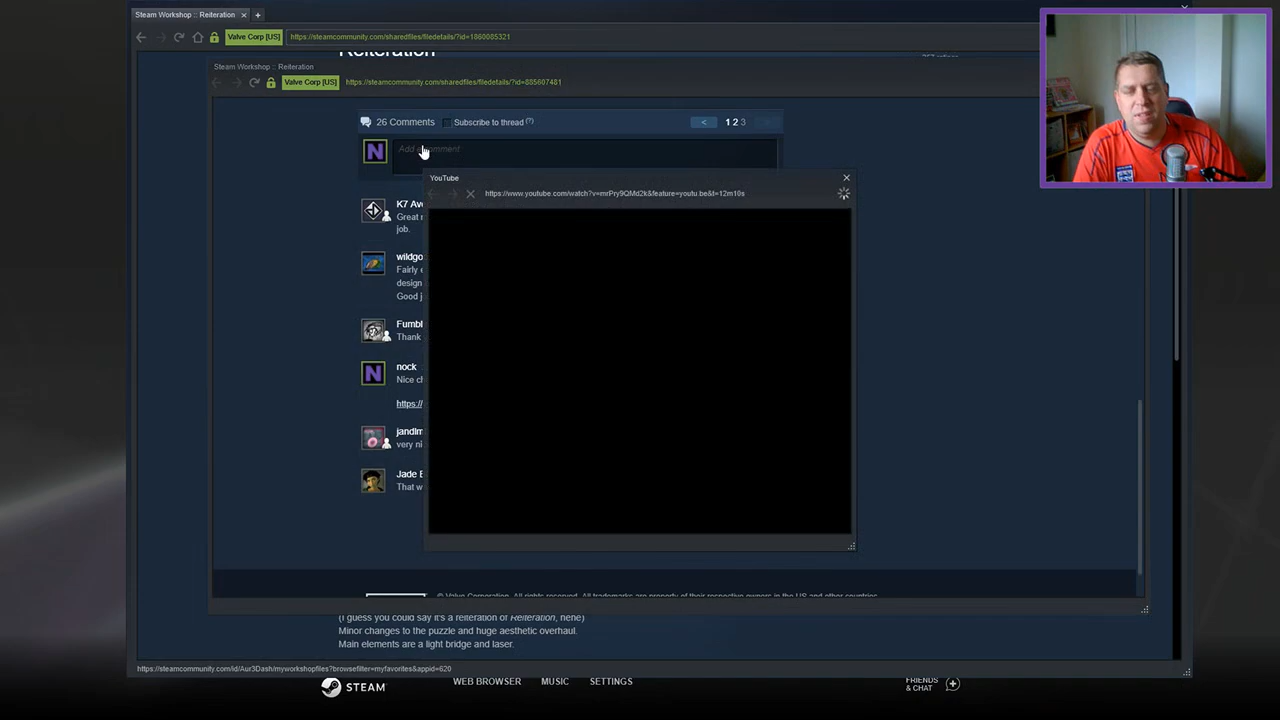 Steam Workshop :: Reiteration
Valve Corp [US]
https://steamcommunity.com/sharedfiles/filedetails/?id=1860085321
Reiteration
Steam Workshop :: Reiteration
Valve Corp [US]
https://steamcommunity.com/sharedfiles/filedetails/?id=885607481
26 Comments
Subscribe to thread (?)
< 1 2 3
N
Add a comment
YouTube
https://www.youtube.com/watch?v=mrPry9QMd2k&feature=youtu.be&t=12m10s
K7 Ave
Great
job.
wildgo
Fairly
design
Good j
Fumbl
Thank
nock
N
Nice ch
https://
jandlm
very ni
Jade E
That w
© Valve Corporation. All rights reserved. All trademarks are property of their respective owners in the US and other countries.
(I guess you could say it's a reiteration of Reiteration, hehe)
Minor changes to the puzzle and huge aesthetic overhaul.
Main elements are a light bridge and laser.
https://steamcommunity.com/id/Aur3Dash/myworkshopfiles?browsefilter=myfavorites&appid=620
STEAM
WEB BROWSER
MUSIC
SETTINGS
FRIENDS
& CHAT